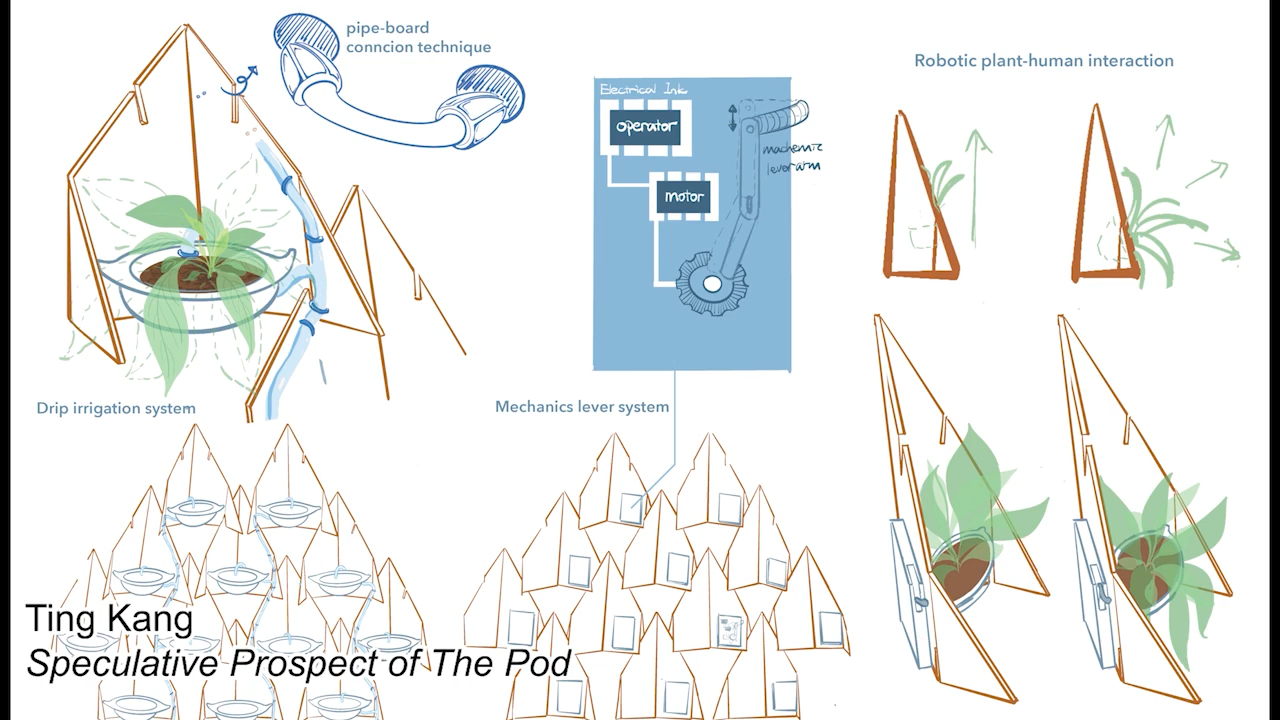 pipe-board
conncion technique
Robotic plant-human interaction
Electrical Ink
operator
motor
leverarm
Drip irrigation system
Mechanics lever system
Ting Kang
Speculative Prospect of The Pod